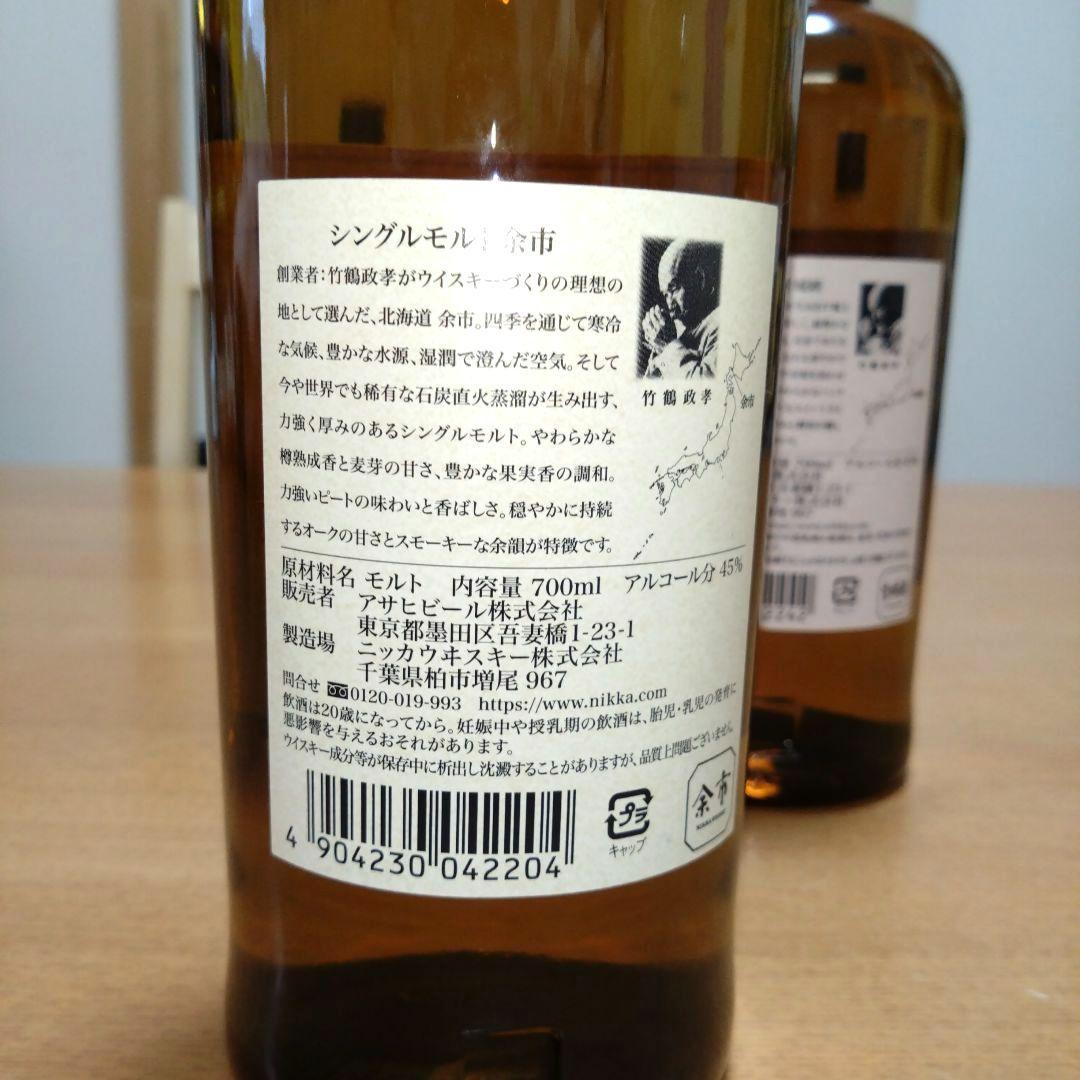 シングルモルト余市
創業者：竹鶴政孝がウイスキーづくりの理想の
地として選んだ、北海道 余市。四季を通じて寒冷
な気候、豊かな水源、湿潤で澄んだ空気。そして
今や世界でも稀有な石炭直火蒸溜が生み出す、
力強く厚みのあるシングルモルト。やわらかな
樽熟成香と麦芽の甘さ、豊かな果実香の調和。
力強いピートの味わいと香ばしさ。穏やかに持続
するオークの甘さとスモーキーな余韻が特徴です。
竹鶴政孝
余市
原材料名 モルト 内容量 700ml アルコール分 45%
販売者 アサヒビール株式会社
東京都墨田区吾妻橋1-23-1
製造場 ニッカウヰスキー株式会社
千葉県柏市増尾 967
問合せ 0120-019-993 https://www.nikka.com
飲酒は20歳になってから。妊娠中や授乳期の飲酒は、胎児・乳児の発育に
悪影響を与えるおそれがあります。
ウイスキー成分等が保存中に析出し沈澱することがありますが、品質上問題ございません。
4 904230 042204
プラ
キャップ
余市